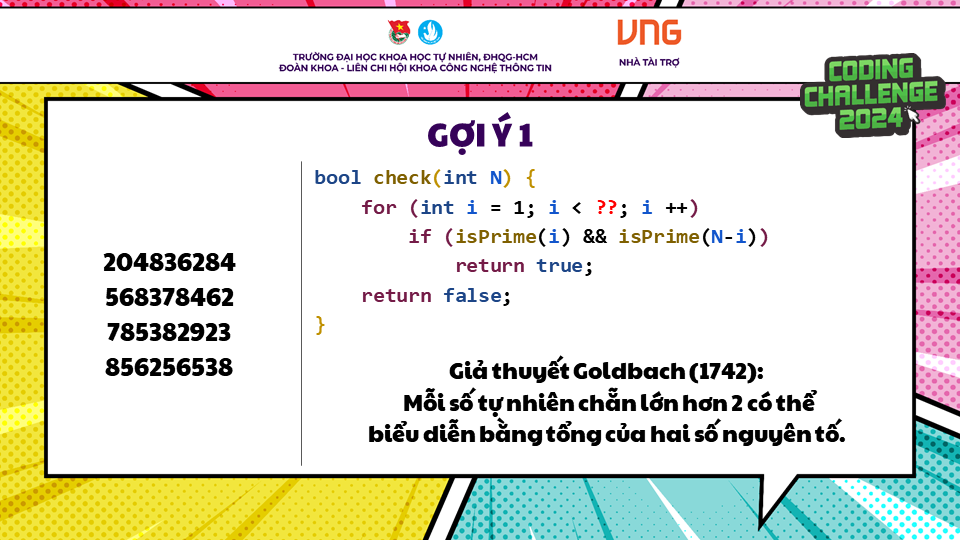 TRƯỜNG ĐẠI HỌC KHOA HỌC TỰ NHIÊN, ĐHQG-HCM
ĐOÀN KHOA - LIÊN CHI HỘI KHOA CÔNG NGHỆ THÔNG TIN
VNG
NHÀ TÀI TRỢ
CODING
CHALLENGE
2024
GỢI Ý 1
204836284
568378462
785382923
856256538
bool check(int N) {
    for (int i = 1; i < ??; i ++)
        if (isPrime(i) && isPrime(N-i))
            return true;
    return false;
}
Giả thuyết Goldbach (1742):
Mỗi số tự nhiên chẵn lớn hơn 2 có thể
biểu diễn bằng tổng của hai số nguyên tố.